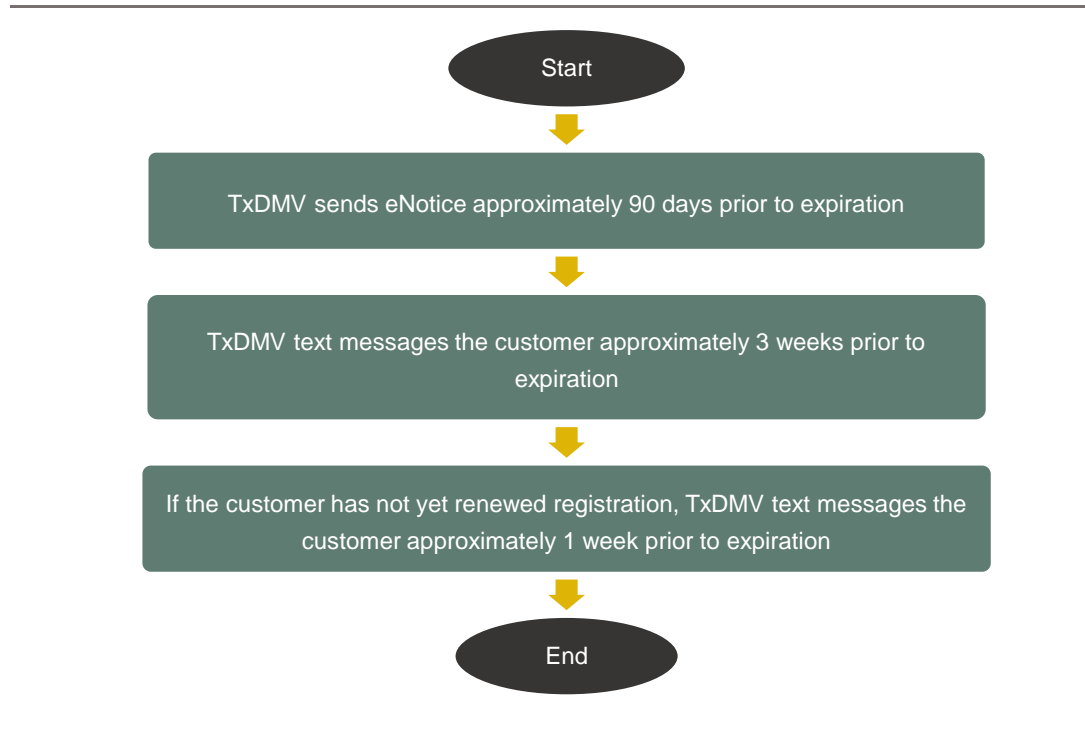 Start
TxDMV sends eNotice approximately 90 days prior to expiration
TxDMV text messages the customer approximately 3 weeks prior to
expiration
If the customer has not yet renewed registration, TxDMV text messages the
customer approximately 1 week prior to expiration
End